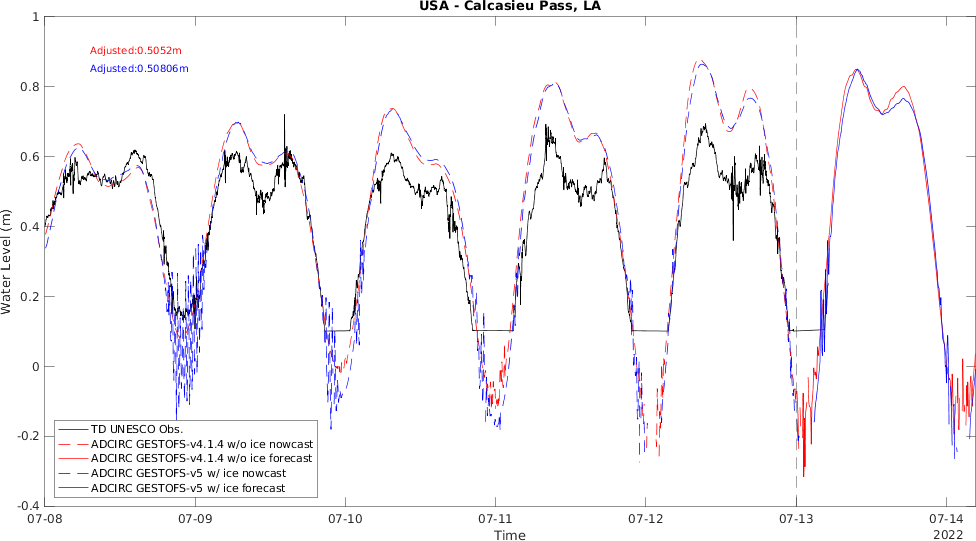 USA - Calcasieu Pass, LA
Adjusted:0.5052m
Adjusted:0.50806m
Water Level (m)
1
0.8
0.6
0.4
0.2
0
-0.2
-0.4
TD UNESCO Obs.
ADCIRC GESTOFS-v4.1.4 w/o ice nowcast
ADCIRC GESTOFS-v4.1.4 w/o ice forecast
ADCIRC GESTOFS-v5 w/ ice nowcast
ADCIRC GESTOFS-v5 w/ ice forecast
07-08 07-09 07-10 07-11 07-12 07-13 07-14
Time
2022